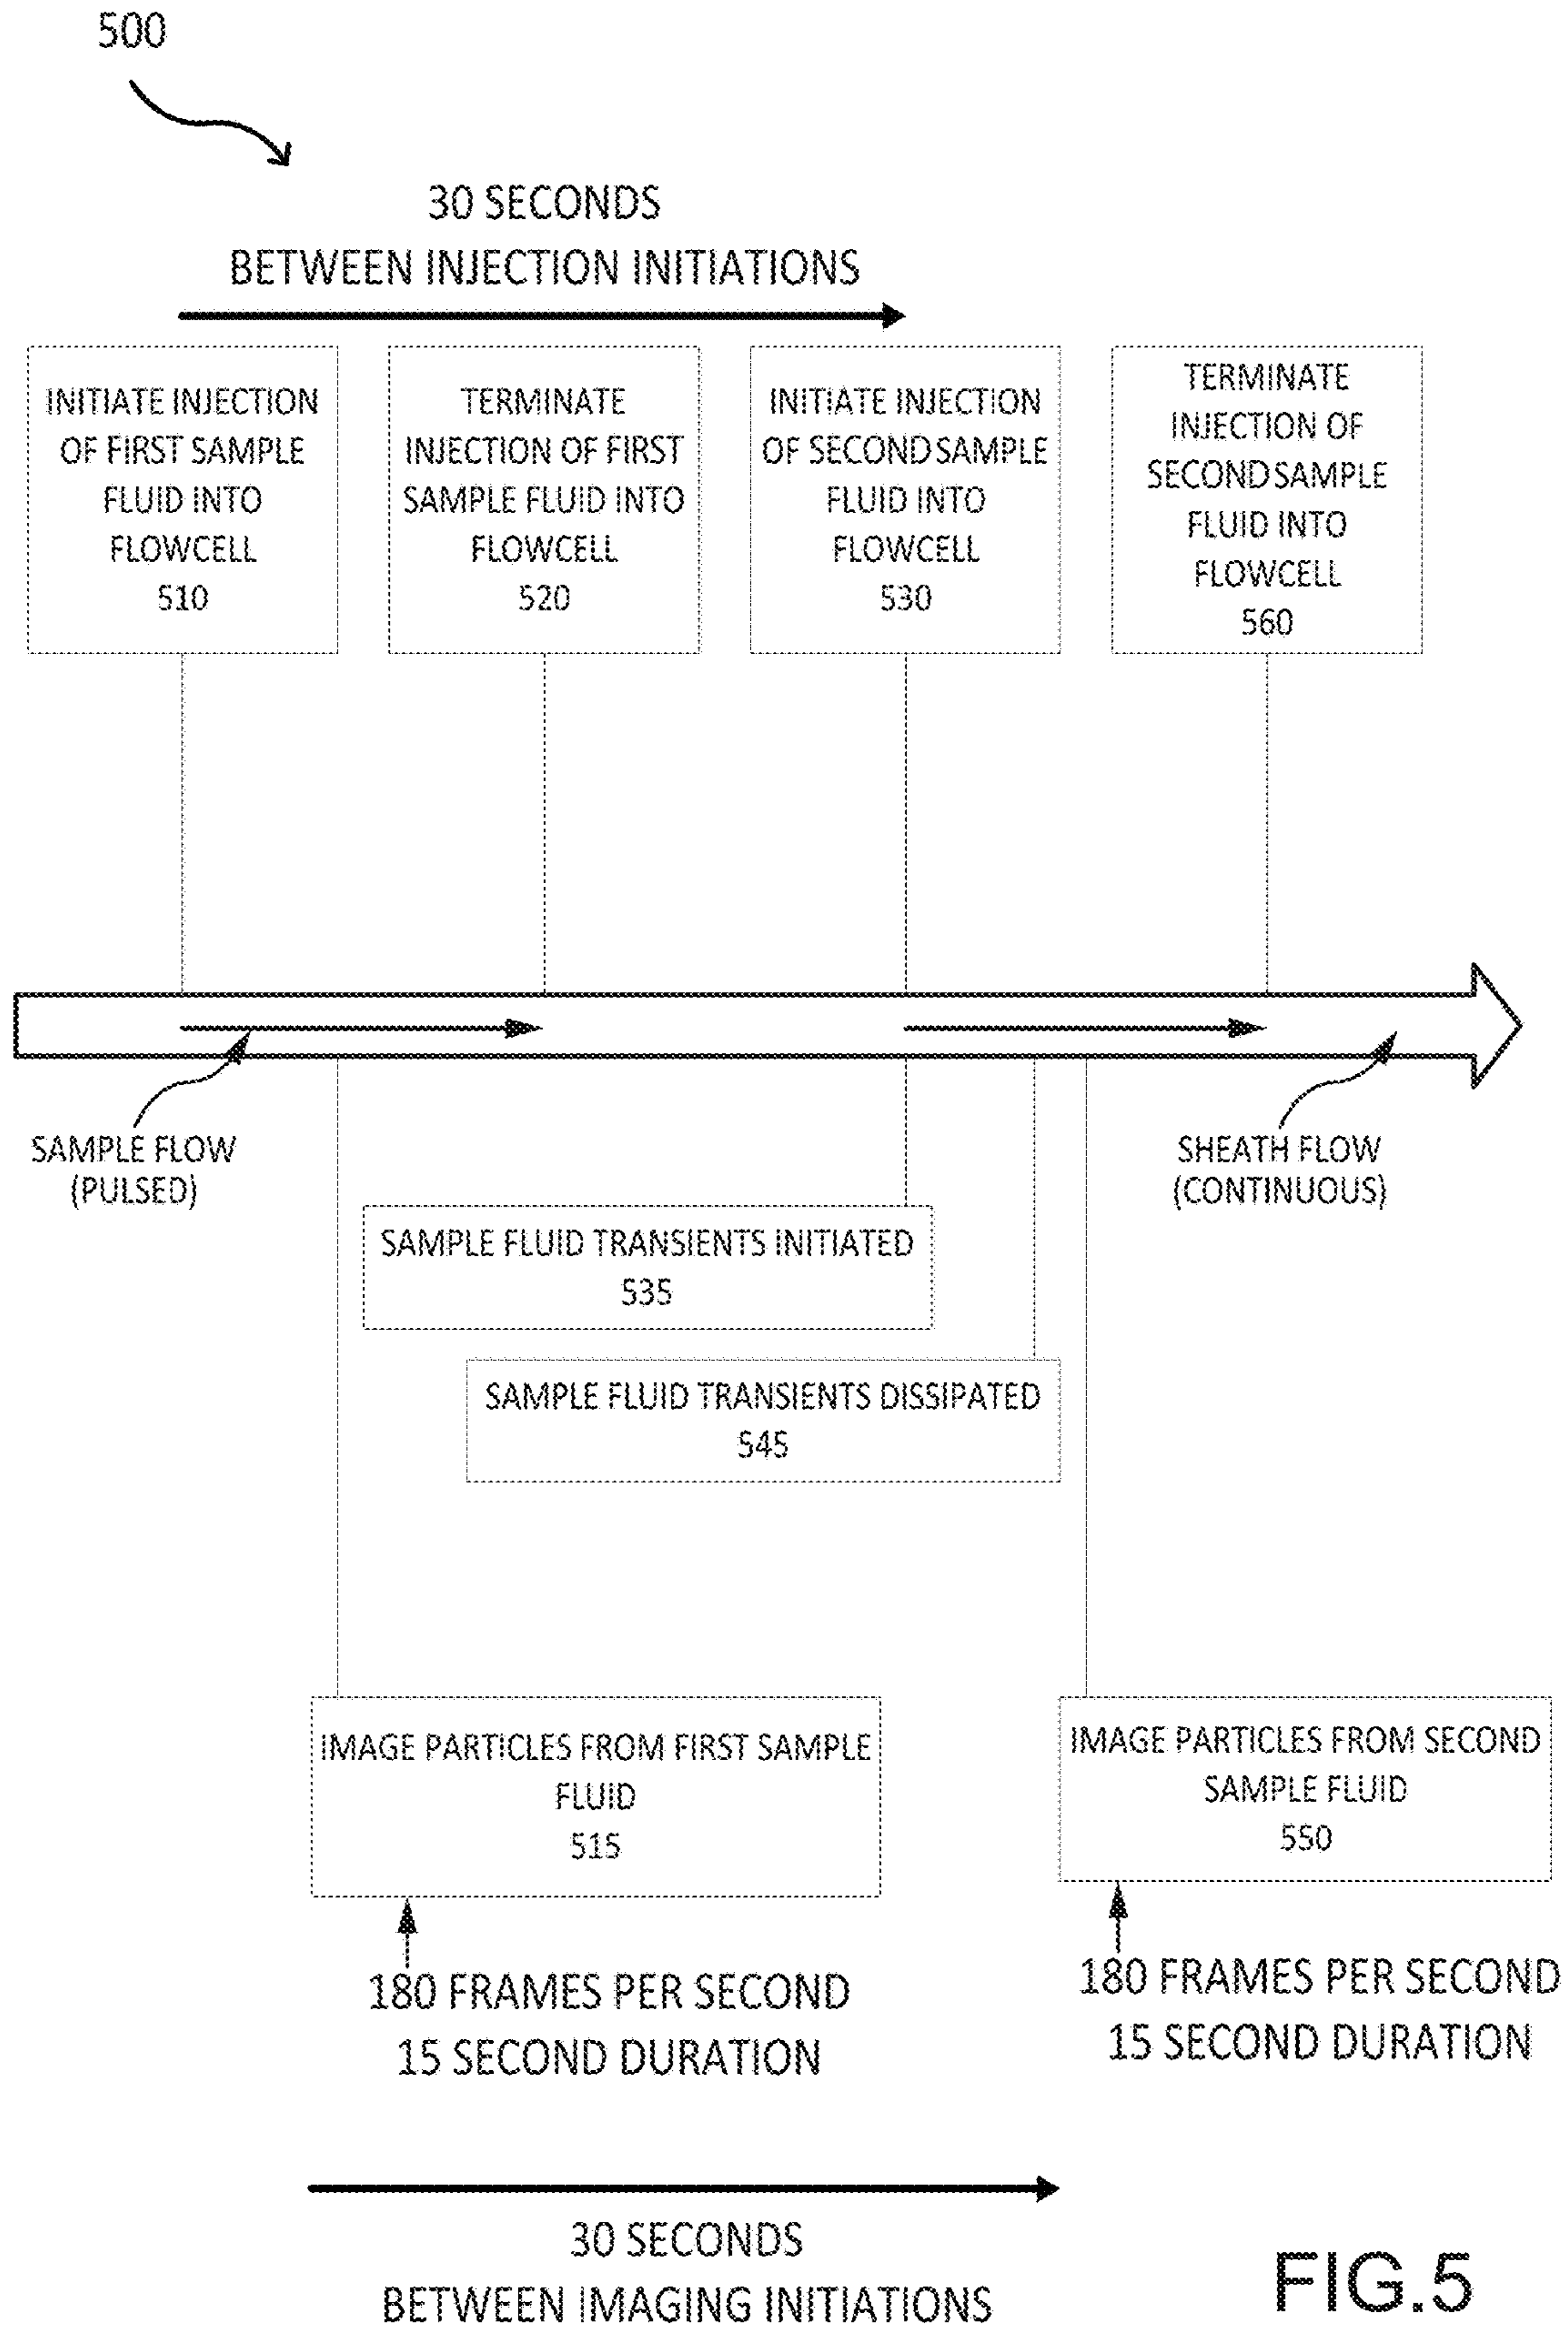 500
30 SECONDS
BETWEEN INJECTION INITIATIONS
INITIATE INJECTION
OF FIRST SAMPLE
FLUID INTO
FLOWCELL
510
TERMINATE
INJECTION OF FIRST
SAMPLE FLUID INTO
FLOWCELL
520
INITIATE INJECTION
OF SECOND SAMPLE
FLUID INTO
FLOWCELL
530
TERMINATE
INJECTION OF
SECOND SAMPLE
FLUID INTO
FLOWCELL
560
SAMPLE FLOW
(PULSED)
SHEATH FLOW
(CONTINUOUS)
SAMPLE FLUID TRANSIENTS INITIATED
535
SAMPLE FLUID TRANSIENTS DISSIPATED
545
IMAGE PARTICLES FROM FIRST SAMPLE
FLUID
515
IMAGE PARTICLES FROM SECOND
SAMPLE FLUID
550
180 FRAMES PER SECOND
15 SECOND DURATION
180 FRAMES PER SECOND
15 SECOND DURATION
30 SECONDS
BETWEEN IMAGING INITIATIONS
FIG.5